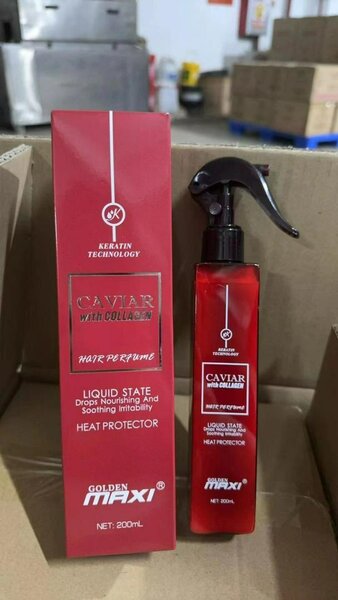 K
KERATIN
TECHNOLOGY
CAVIAR
with COLLAGEN
HAIR PERFUME
LIQUID STATE
Drops Nourishing And
Soothing Irritability
HEAT PROTECTOR
GOLDEN
MAXI®
NET: 200mL
K
KERATIN
TECHNOLOGY
CAVIAR
with COLLAGEN
HAIR PERFUME
LIQUID STATE
Drops Nourishing And
Soothing Irritability
HEAT PROTECTOR
GOLDEN
MAXI®
NET: 200mL